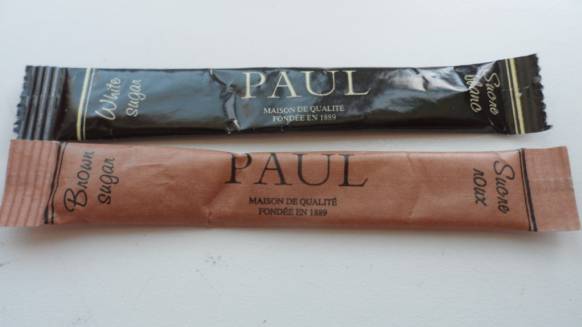 White
sugar
PAUL
MAISON DE QUALITÉ
FONDÉE EN 1889
Sucre
blanc
Brown
sugar
PAUL
MAISON DE QUALITÉ
FONDÉE EN 1889
Sucre
roux